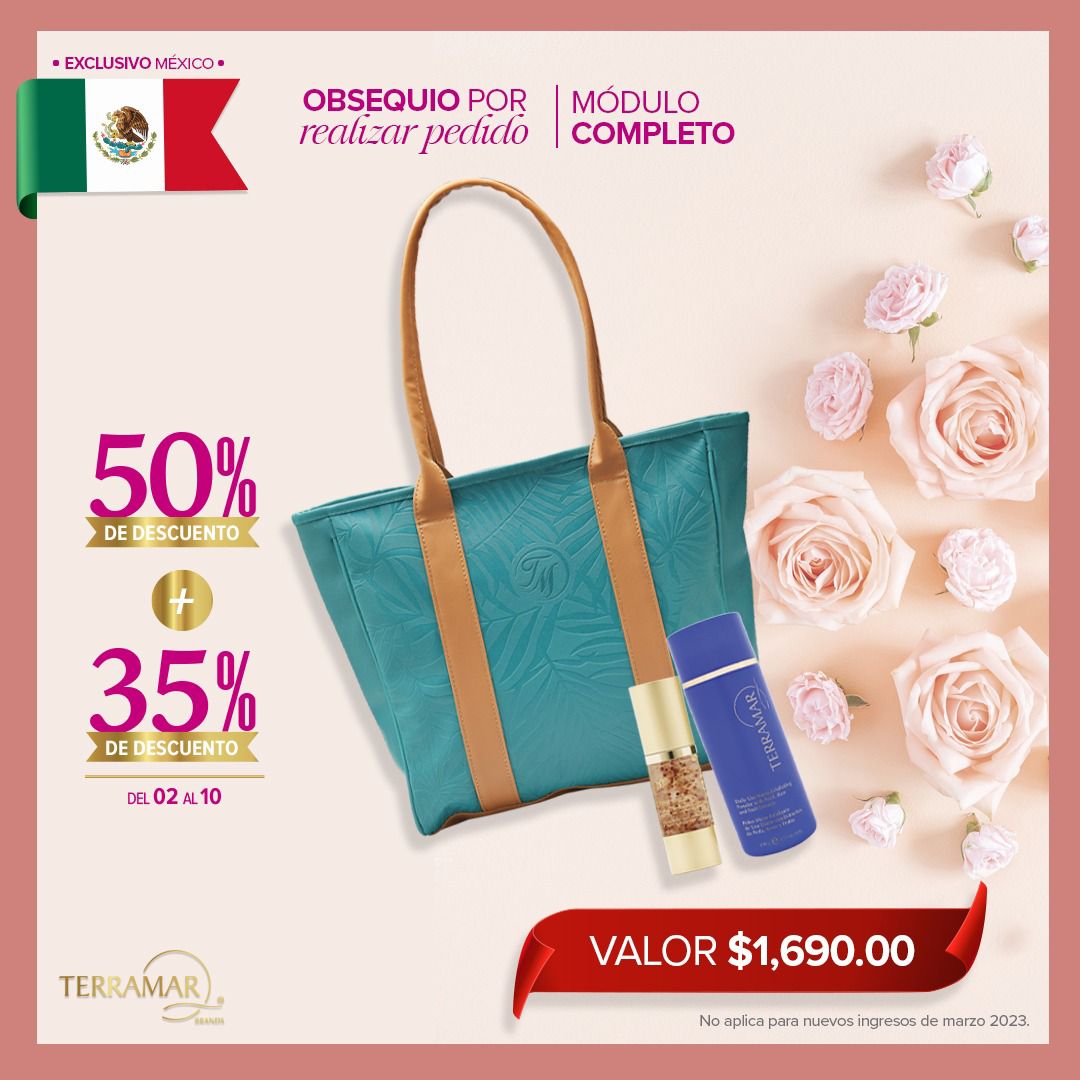 • EXCLUSIVO MÉXICO •
OBSEQUIO POR
realizar pedido
MÓDULO
COMPLETO
50%
DE DESCUENTO
+
35%
DE DESCUENTO
DEL 02 AL 10
TM
TERRAMAR
VALOR $1,690.00
TERRAMAR
BRANDS
No aplica para nuevos ingresos de marzo 2023.